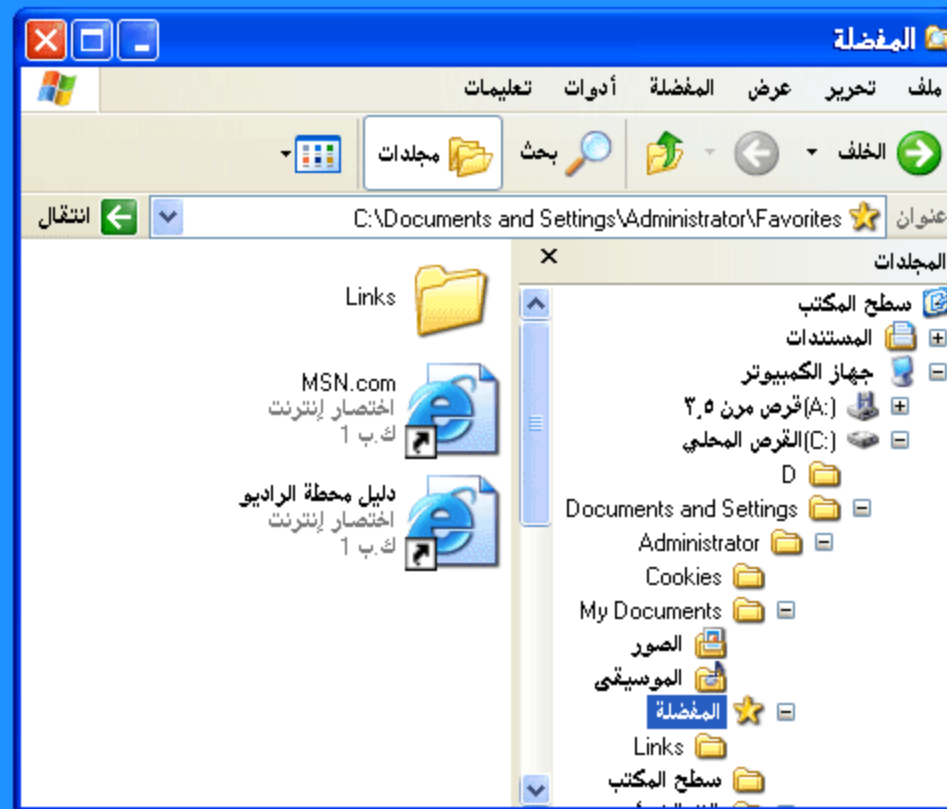 المفضلة
ملف تحرير عرض المفضلة أدوات تعليمات
الخلف بحث مجلدات
عنوان C:\Documents and Settings\Administrator\Favorites انتقال
المجلدات
سطح المكتب
المستندات
جهاز الكمبيوتر
(A:)قرص مرن ٣٫٥
(C:)القرص المحلي
D
Documents and Settings
Administrator
Cookies
My Documents
الصور
الموسيقى
المفضلة
Links
سطح المكتب
Links
MSN.com
اختصار إنترنت
1 ك.ب
دليل محطة الراديو
اختصار إنترنت
1 ك.ب